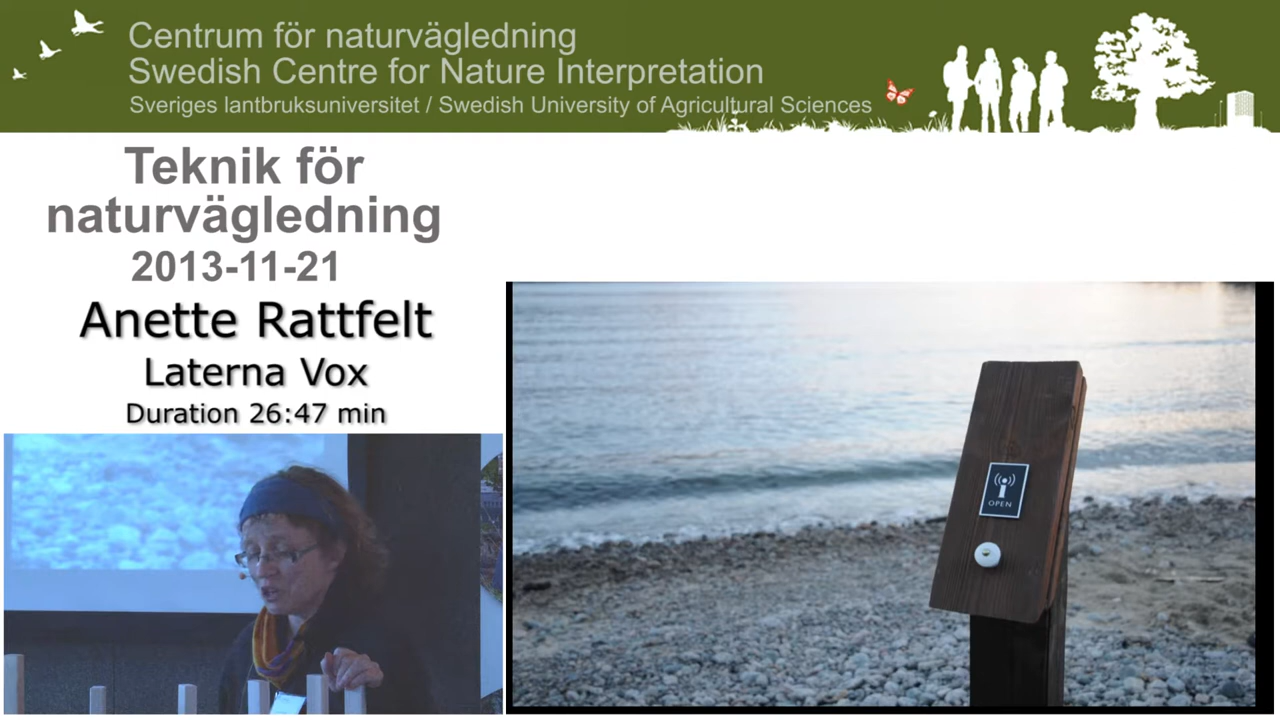 Centrum för naturvägledning
Swedish Centre for Nature Interpretation
Sveriges lantbruksuniversitet / Swedish University of Agricultural Sciences
Teknik för
naturvägledning
2013-11-21
Anette Rattfelt
Laterna Vox
Duration 26:47 min
OPEN